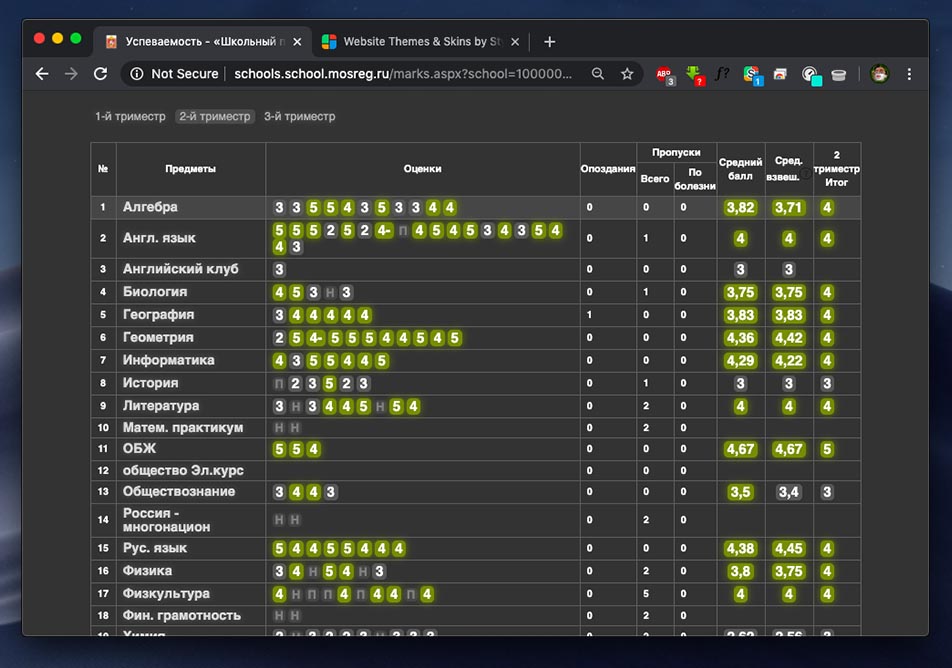 Успеваемость - «Школьный п
Website Themes & Skins by St
Not Secure schools.school.mosreg.ru/marks.aspx?school=100000...
ABP 3 ? f? S 1
1-й триместр 2-й триместр 3-й триместр
№ Предметы Оценки Опоздания Пропуски Всего По болезни Средний балл Сред. взвеш. 2 триместр Итог
1 Алгебра 3 3 5 5 4 3 5 3 3 4 4 0 0 0 3,82 3,71 4
2 Англ. язык 5 5 5 2 5 2 4- п 4 5 4 5 3 4 3 5 4 0 1 0 4 4 4
4 3
3 Английский клуб 3 0 0 0 3 3
4 Биология 4 5 3 н 3 0 1 0 3,75 3,75 4
5 География 3 4 4 4 4 4 1 0 0 3,83 3,83 4
6 Геометрия 2 5 4- 5 5 5 4 4 5 4 5 0 0 0 4,36 4,42 4
7 Информатика 4 3 5 5 4 4 5 0 0 0 4,29 4,22 4
8 История п 2 3 5 2 3 0 1 0 3 3 3
9 Литература 3 н 3 4 4 5 н 5 4 0 2 0 4 4 4
10 Матем. практикум н н 0 2 0
11 ОБЖ 5 5 4 0 0 0 4,67 4,67 5
12 общество Эл.курс 0 0 0
13 Обществознание 3 4 4 3 0 0 0 3,5 3,4 3
14 Россия -
многонацион н н 0 2 0
15 Рус. язык 5 4 4 5 5 4 4 4 0 0 0 4,38 4,45 4
16 Физика 3 4 н 5 4 н 3 0 2 0 3,8 3,75 4
17 Физкультура 4 н п п 4 п 4 4 п 4 0 5 0 4 4 4
18 Фин. грамотность н н 0 2 0